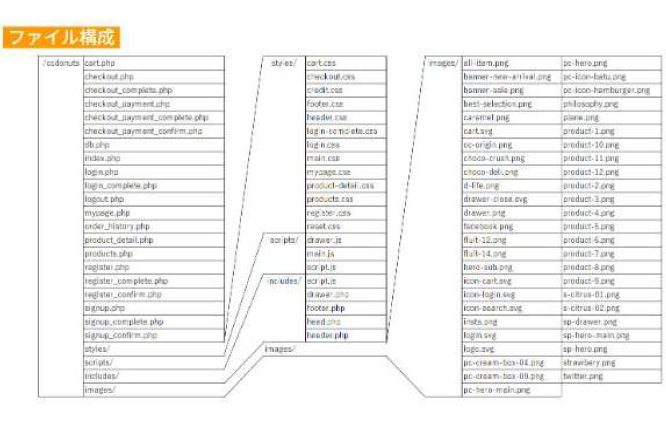 ファイル構成
/ccdonuts cart.php
checkout.php
checkout_complete.php
checkout_payment.php
checkout_payment_complete.php
checkout_payment_confirm.php
db.php
index.php
login.php
login_complete.php
logout.php
mypage.php
order_history.php
product_detail.php
products.php
register.php
register_complete.php
register_confirm.php
signup.php
signup_complete.php
signup_confirm.php
styles/
scripts/
includes/
images/
styles/ cart.css
checkout.css
credit.css
footer.css
header.css
login-complete.css
login.css
main.css
mypage.css
product-detail.css
products.css
register.css
reset.css
scripts/ drawer.js
main.js
script.js
includes/ script.js
drawer.php
footer.php
head.php
header.php
images/
images/ all-item.png pc-hero.png
banner-new-arrival.png pc-icon-batu.png
banner-sale.png pc-icon-hamburger.png
best-selection.png philosophy.png
caramel.png plane.png
cart.svg product-1.png
cc-origin.png product-10.png
choco-crush.png product-11.png
choco-deli.png product-12.png
d-life.png product-2.png
drawer-close.svg product-3.png
drawer.png product-4.png
facebook.png product-5.png
fluit-12.png product-6.png
fluit-14.png product-7.png
hero-sub.png product-8.png
icon-cart.svg product-9.png
icon-login.svg s-citrus-01.png
icon-search.svg s-citrus-02.png
insta.png sp-drawer.png
login.svg sp-hero-main.png
logo.svg sp-hero.png
pc-cream-box-04.png strawbery.png
pc-cream-box-09.png twitter.png
pc-hero-main.png